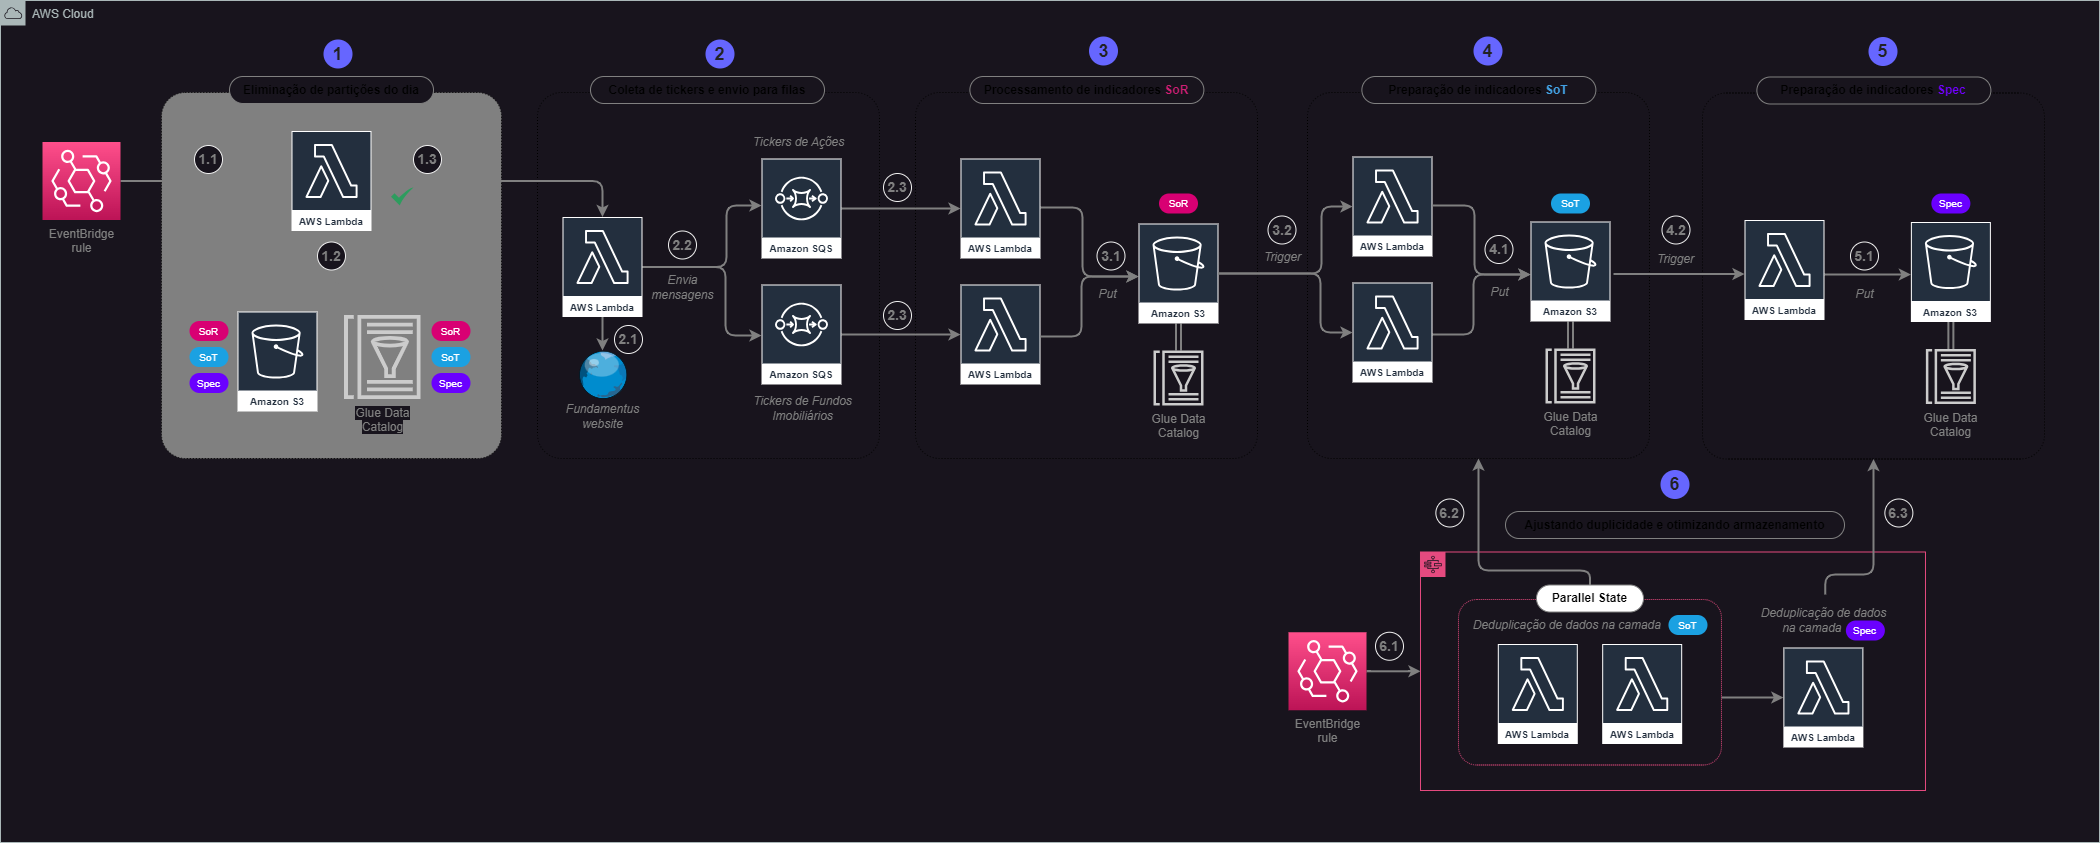 AWS Cloud
1
Eliminação de partições do dia
EventBridge
rule
1.1
AWS Lambda
1.3
1.2
SoR
SoT
Spec
Amazon S3
SoR
SoT
Spec
Glue Data
Catalog
2
Coleta de tickers e envio para filas
AWS Lambda
2.1
Fundamentus
website
2.2
Envia
mensagens
Tickers de Ações
Amazon SQS
Amazon SQS
Tickers de Fundos
Imobiliários
2.3
2.3
3
Processamento de indicadores SoR
AWS Lambda
AWS Lambda
3.1
Put
SoR
Amazon S3
Glue Data
Catalog
3.2
Trigger
4
Preparação de indicadores SoT
AWS Lambda
AWS Lambda
4.1
Put
SoT
Amazon S3
Glue Data
Catalog
4.2
Trigger
5
Preparação de indicadores Spec
AWS Lambda
5.1
Put
Spec
Amazon S3
Glue Data
Catalog
6
6.2
Ajustando duplicidade e otimizando armazenamento
6.3
EventBridge
rule
6.1
Parallel State
Deduplicação de dados na camada SoT
AWS Lambda
AWS Lambda
Deduplicação de dados
na camada Spec
AWS Lambda